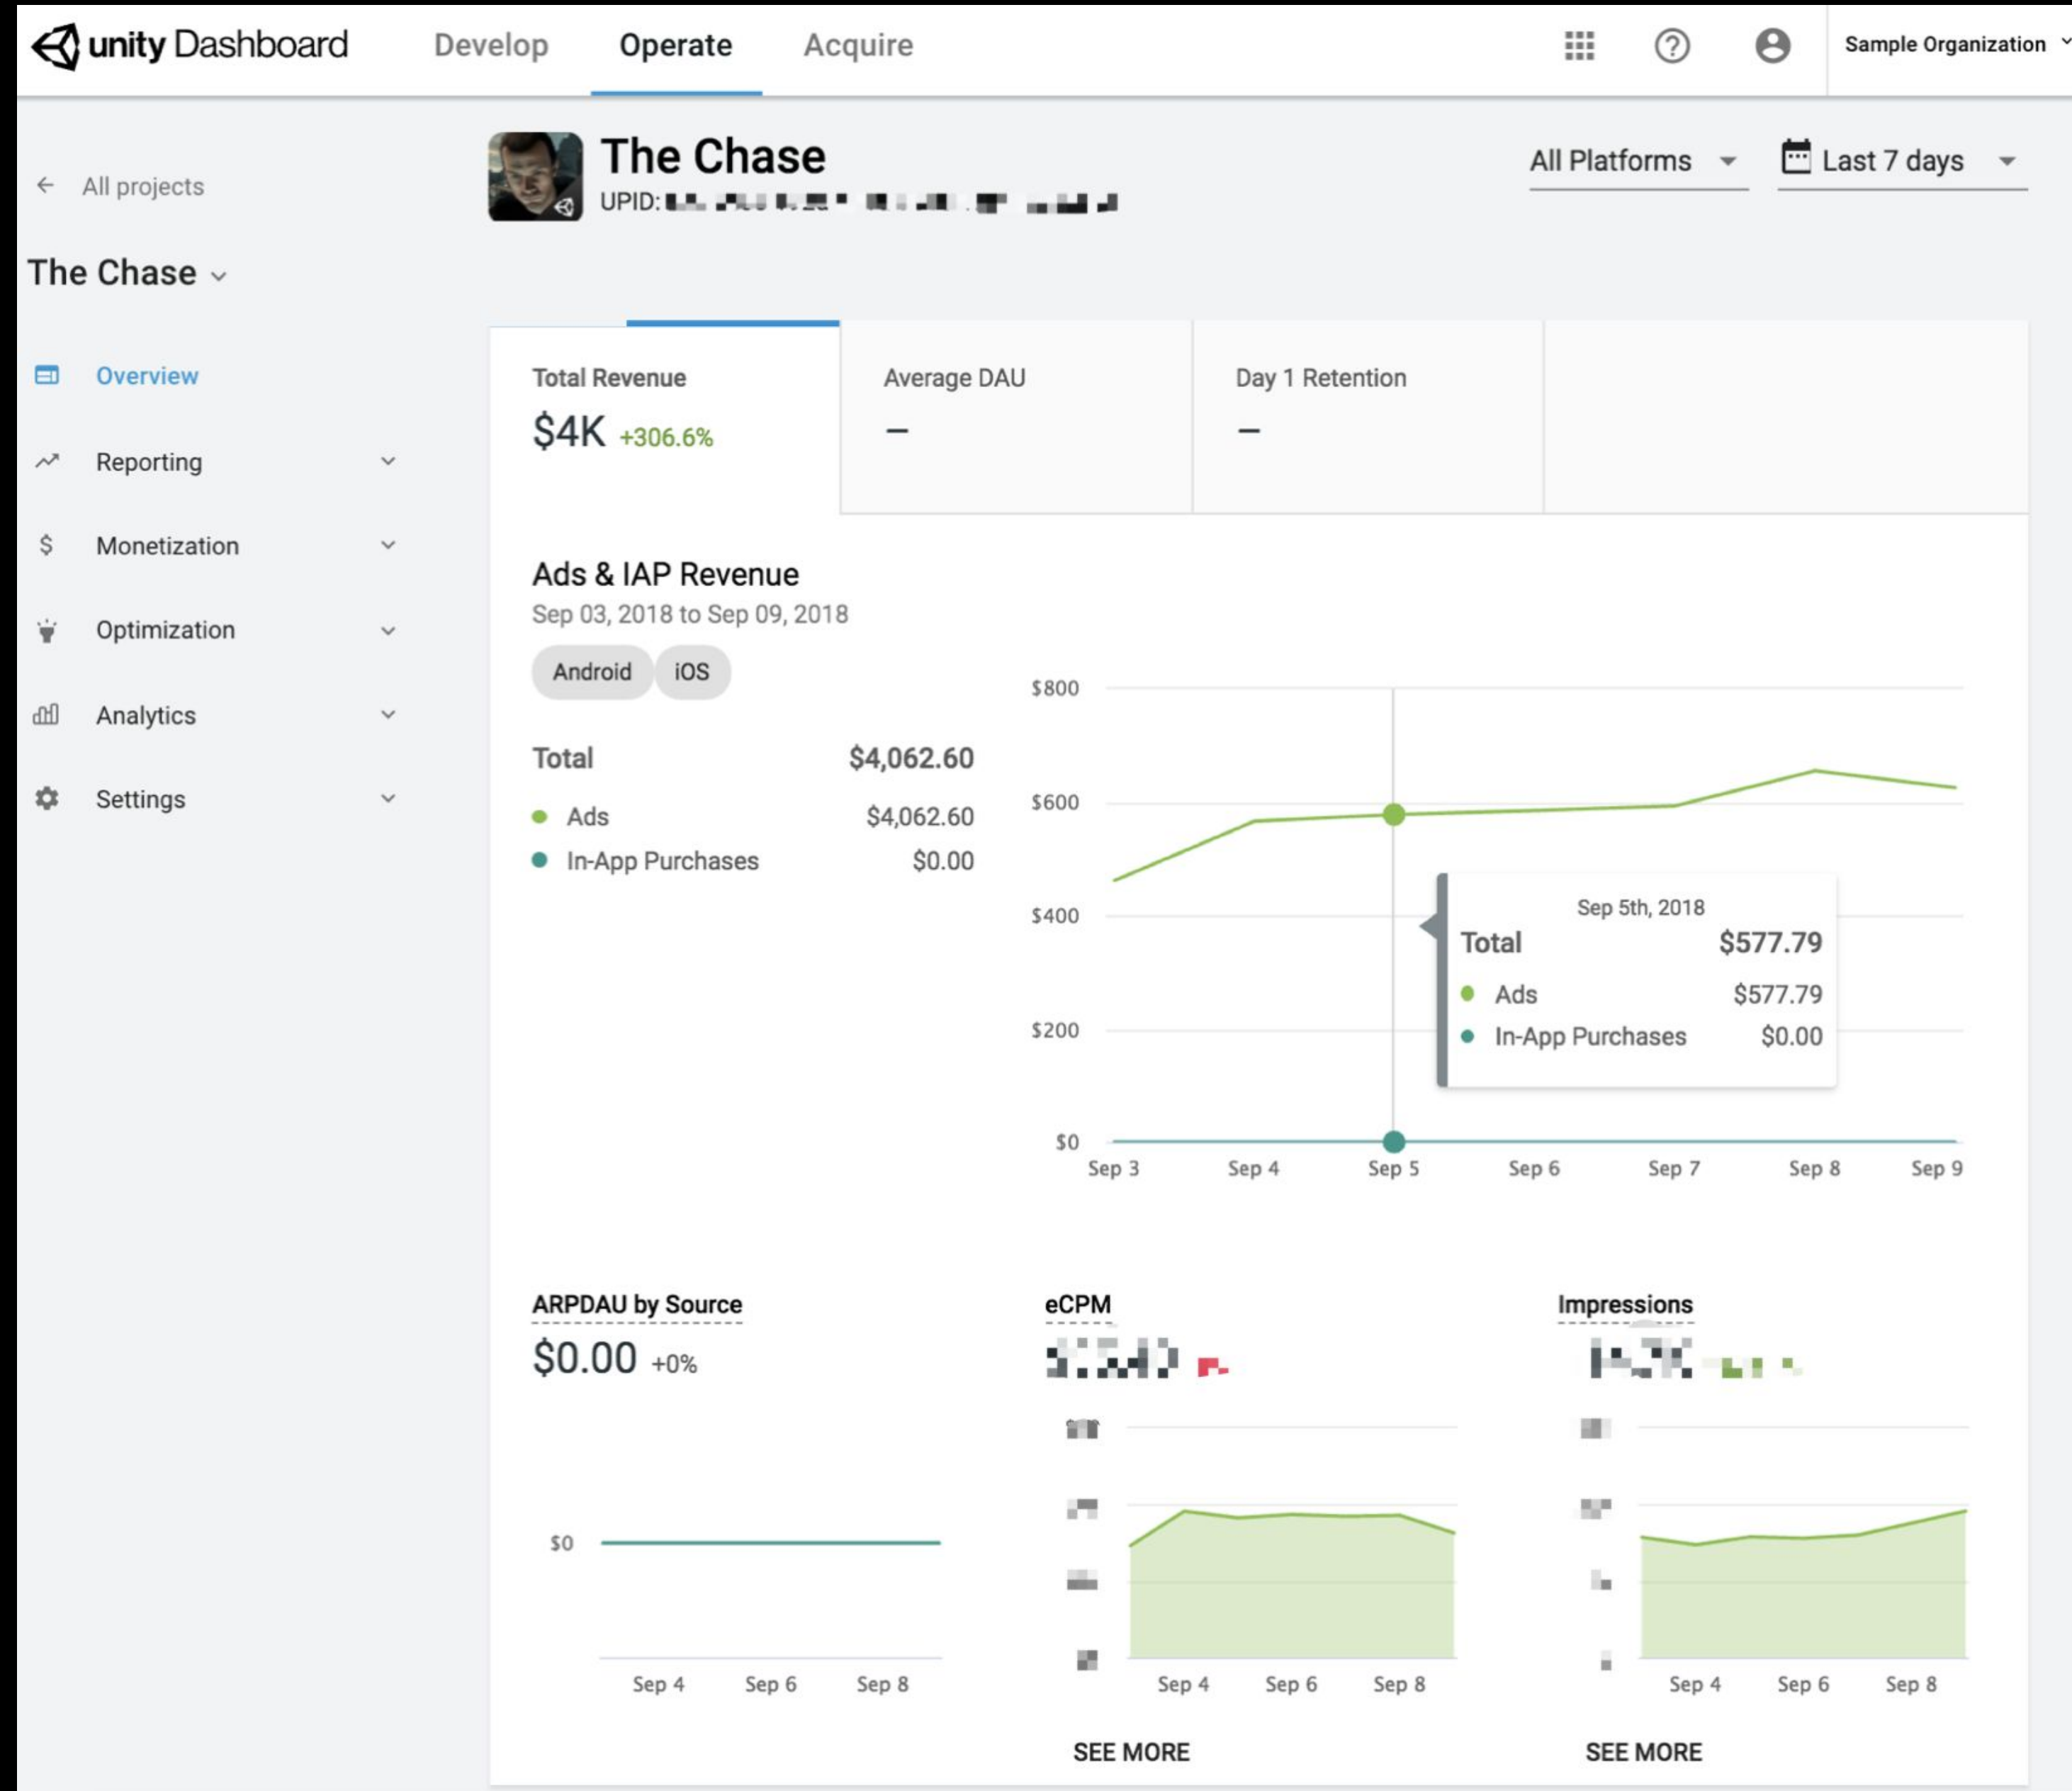 unity Dashboard Develop Operate Acquire Sample Organization
All projects
The Chase
UPID:
All Platforms Last 7 days
The Chase
Overview
Reporting
Monetization
Optimization
Analytics
Settings
Total Revenue
$4K +306.6%
Average DAU
–
Day 1 Retention
–
Ads & IAP Revenue
Sep 03, 2018 to Sep 09, 2018
Android iOS
Total $4,062.60
Ads $4,062.60
In-App Purchases $0.00
$800
$600
$400
$200
$0
Sep 3 Sep 4 Sep 5 Sep 6 Sep 7 Sep 8 Sep 9
Sep 5th, 2018
Total $577.79
Ads $577.79
In-App Purchases $0.00
ARPDAU by Source
$0.00 +0%
$0
Sep 4 Sep 6 Sep 8
eCPM
Sep 4 Sep 6 Sep 8
SEE MORE
Impressions
Sep 4 Sep 6 Sep 8
SEE MORE